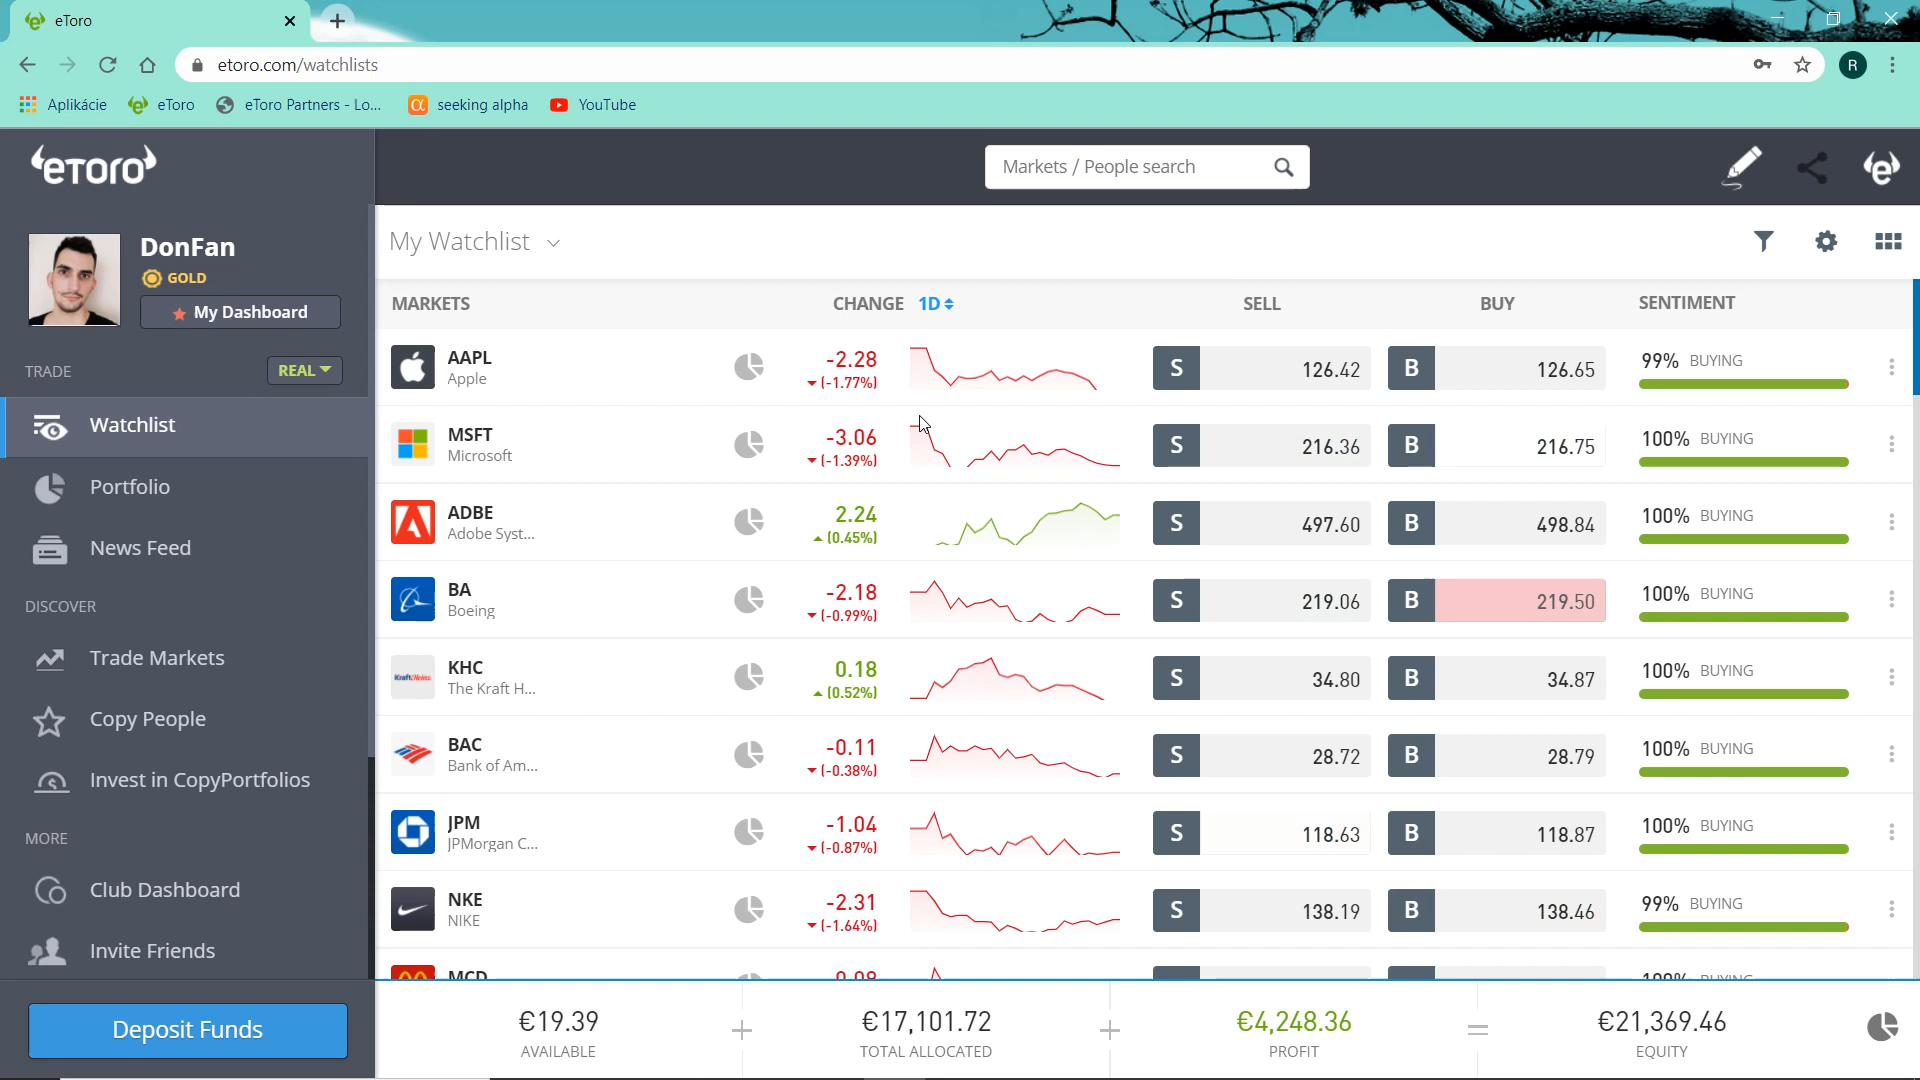 eToro
etoro.com/watchlists
R
Aplikácie
eToro
eToro Partners - Lo...
seeking alpha
YouTube
eToro
Markets / People search
DonFan
GOLD
My Dashboard
TRADE
REAL
Watchlist
Portfolio
News Feed
DISCOVER
Trade Markets
Copy People
Invest in CopyPortfolios
MORE
Club Dashboard
Invite Friends
Deposit Funds
My Watchlist
MARKETS CHANGE 1D SELL BUY SENTIMENT
AAPL -2.28 S 126.42 B 126.65 99% BUYING
Apple (-1.77%)
MSFT -3.06 S 216.36 B 216.75 100% BUYING
Microsoft (-1.39%)
ADBE 2.24 S 497.60 B 498.84 100% BUYING
Adobe Syst... (0.45%)
BA -2.18 S 219.06 B 219.50 100% BUYING
Boeing (-0.99%)
KraftHeinz
KHC 0.18 S 34.80 B 34.87 100% BUYING
The Kraft H... (0.52%)
BAC -0.11 S 28.72 B 28.79 100% BUYING
Bank of Am... (-0.38%)
JPM -1.04 S 118.63 B 118.87 100% BUYING
JPMorgan C... (-0.87%)
NKE -2.31 S 138.19 B 138.46 99% BUYING
NIKE (-1.64%)
MCD 100% BUYING
€19.39 + €17,101.72 + €4,248.36 = €21,369.46
AVAILABLE TOTAL ALLOCATED PROFIT EQUITY